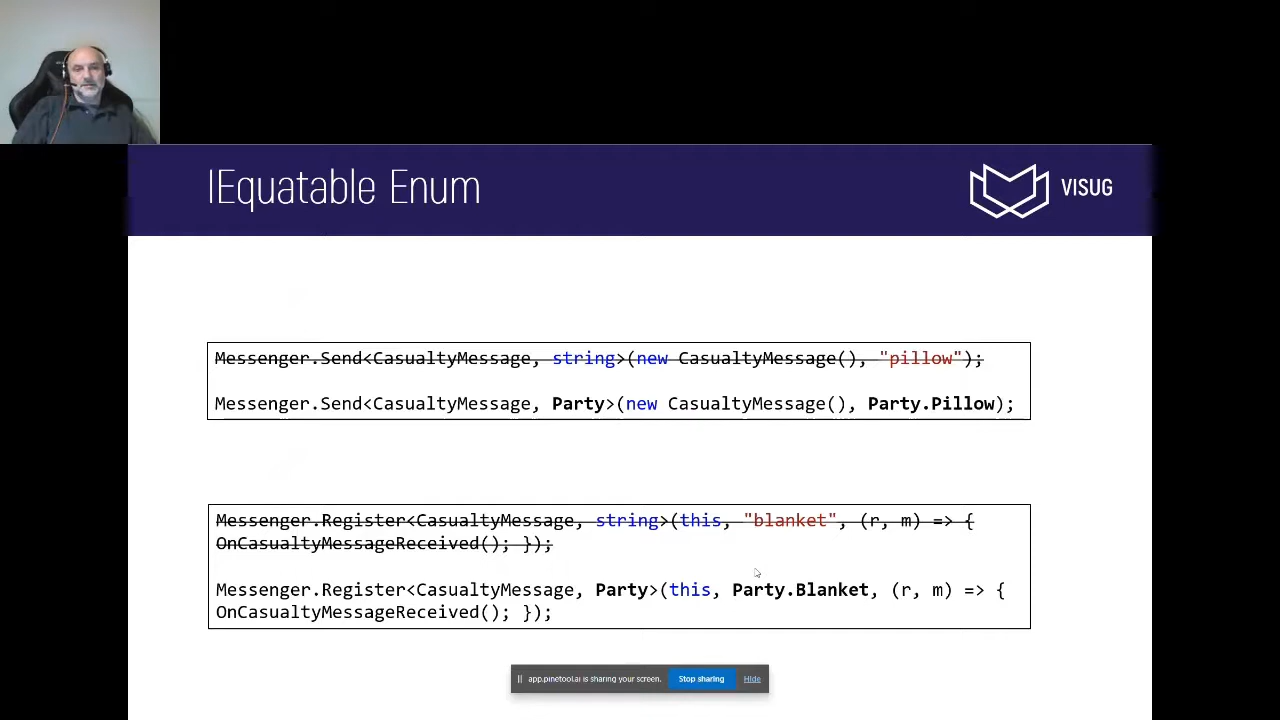 IEquatable Enum
VISUG
Messenger.Send<CasualtyMessage, string>(new CasualtyMessage(), "pillow");
Messenger.Send<CasualtyMessage, Party>(new CasualtyMessage(), Party.Pillow);
Messenger.Register<CasualtyMessage, string>(this, "blanket", (r, m) => {
OnCasualtyMessageReceived(); });
Messenger.Register<CasualtyMessage, Party>(this, Party.Blanket, (r, m) => {
OnCasualtyMessageReceived(); });
app.pinetool.ai is sharing your screen. Stop sharing Hide